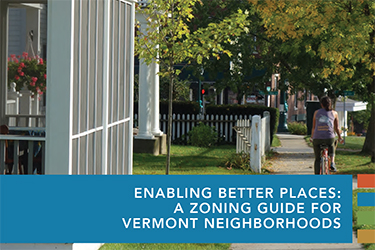 ENABLING BETTER PLACES:
A ZONING GUIDE FOR
VERMONT NEIGHBORHOODS